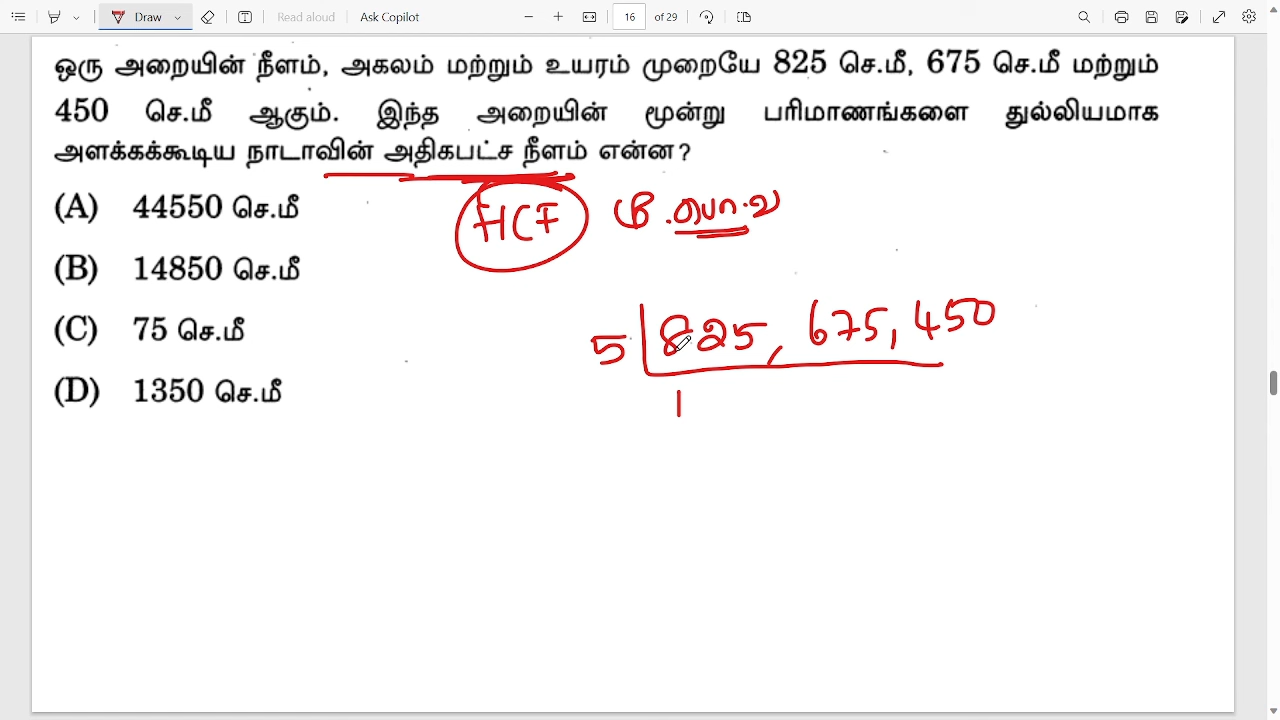 Draw
Read aloud
Ask Copilot
16 of 29
ஒரு அறையின் நீளம், அகலம் மற்றும் உயரம் முறையே 825 செ.மீ, 675 செ.மீ மற்றும்
450 செ.மீ ஆகும். இந்த அறையின் மூன்று பரிமாணங்களை துல்லியமாக
அளக்கக்கூடிய நாடாவின் அதிகபட்ச நீளம் என்ன?
(A) 44550 செ.மீ
HCF மீ.பொ.வ
(B) 14850 செ.மீ
(C) 75 செ.மீ
5 825, 675, 450
(D) 1350 செ.மீ
1